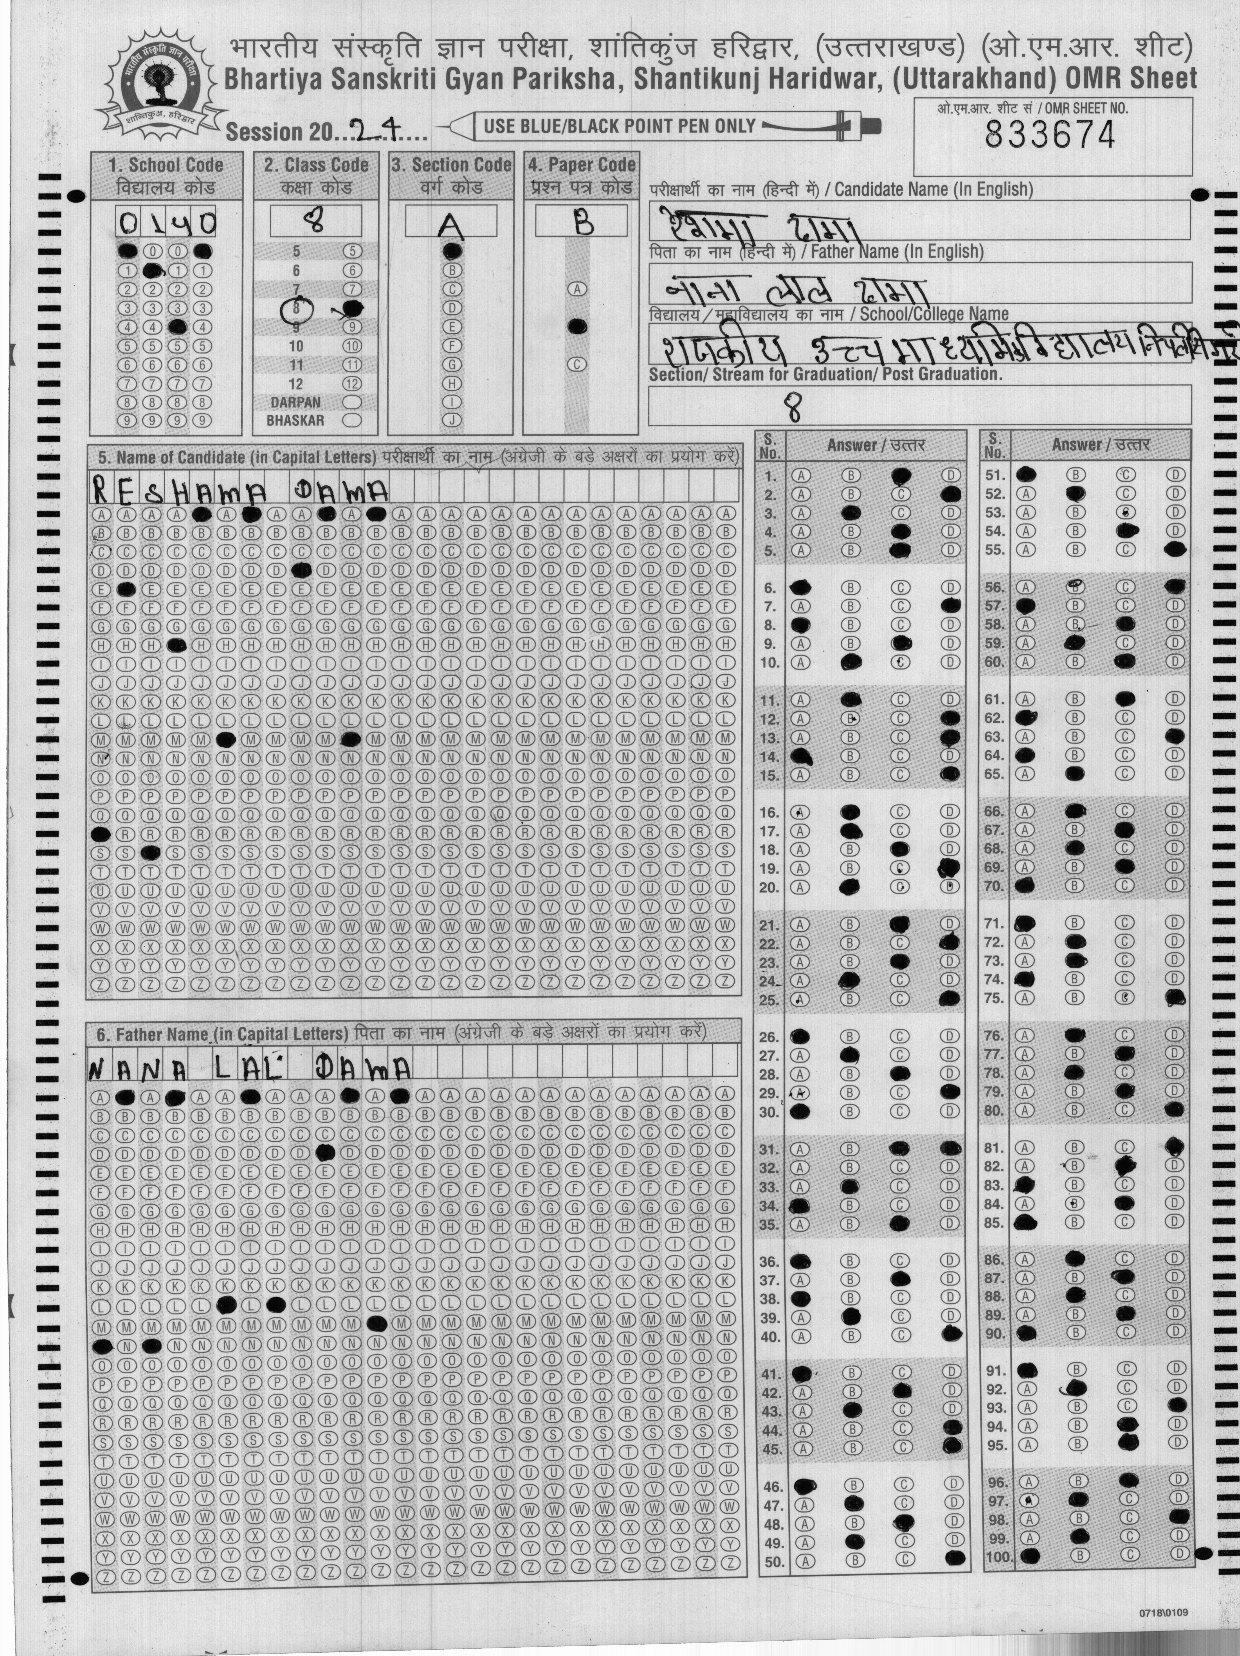 भारतीय संस्कृति ज्ञान परीक्षा, शांतिकुंज हरिद्वार, (उत्तराखण्ड) (ओ.एम.आर. शीट)
Bhartiya Sanskriti Gyan Pariksha, Shantikunj Haridwar, (Uttarakhand) OMR Sheet
Session 20...24....
USE BLUE/BLACK POINT PEN ONLY
ओ.एम.आर. शीट सं / OMR SHEET NO.
833674
1. School Code
विद्यालय कोड
0140
2. Class Code
कक्षा कोड
8
5
6
7
8
9
10
11
12
DARPAN
BHASKAR
3. Section Code
वर्ग कोड
A
4. Paper Code
प्रश्न पत्र कोड
B
परीक्षार्थी का नाम (हिन्दी में) / Candidate Name (In English)
रेशमा दामा
पिता का नाम (हिन्दी में) / Father Name (In English)
नाना लाल दामा
विद्यालय / महाविद्यालय का नाम / School/College Name
राजकीय उच्च माध्यमिक विद्यालय
Section/ Stream for Graduation/ Post Graduation.
8
5. Name of Candidate (in Capital Letters) परीक्षार्थी का नाम (अंग्रेजी के बड़े अक्षरों का प्रयोग करें)
RESHAMA DAMA
6. Father Name (in Capital Letters) पिता का नाम (अंग्रेजी के बड़े अक्षरों का प्रयोग करें)
NANA LAL DAMA
S. No. Answer / उत्तर
S. No. Answer / उत्तर
0718\0109